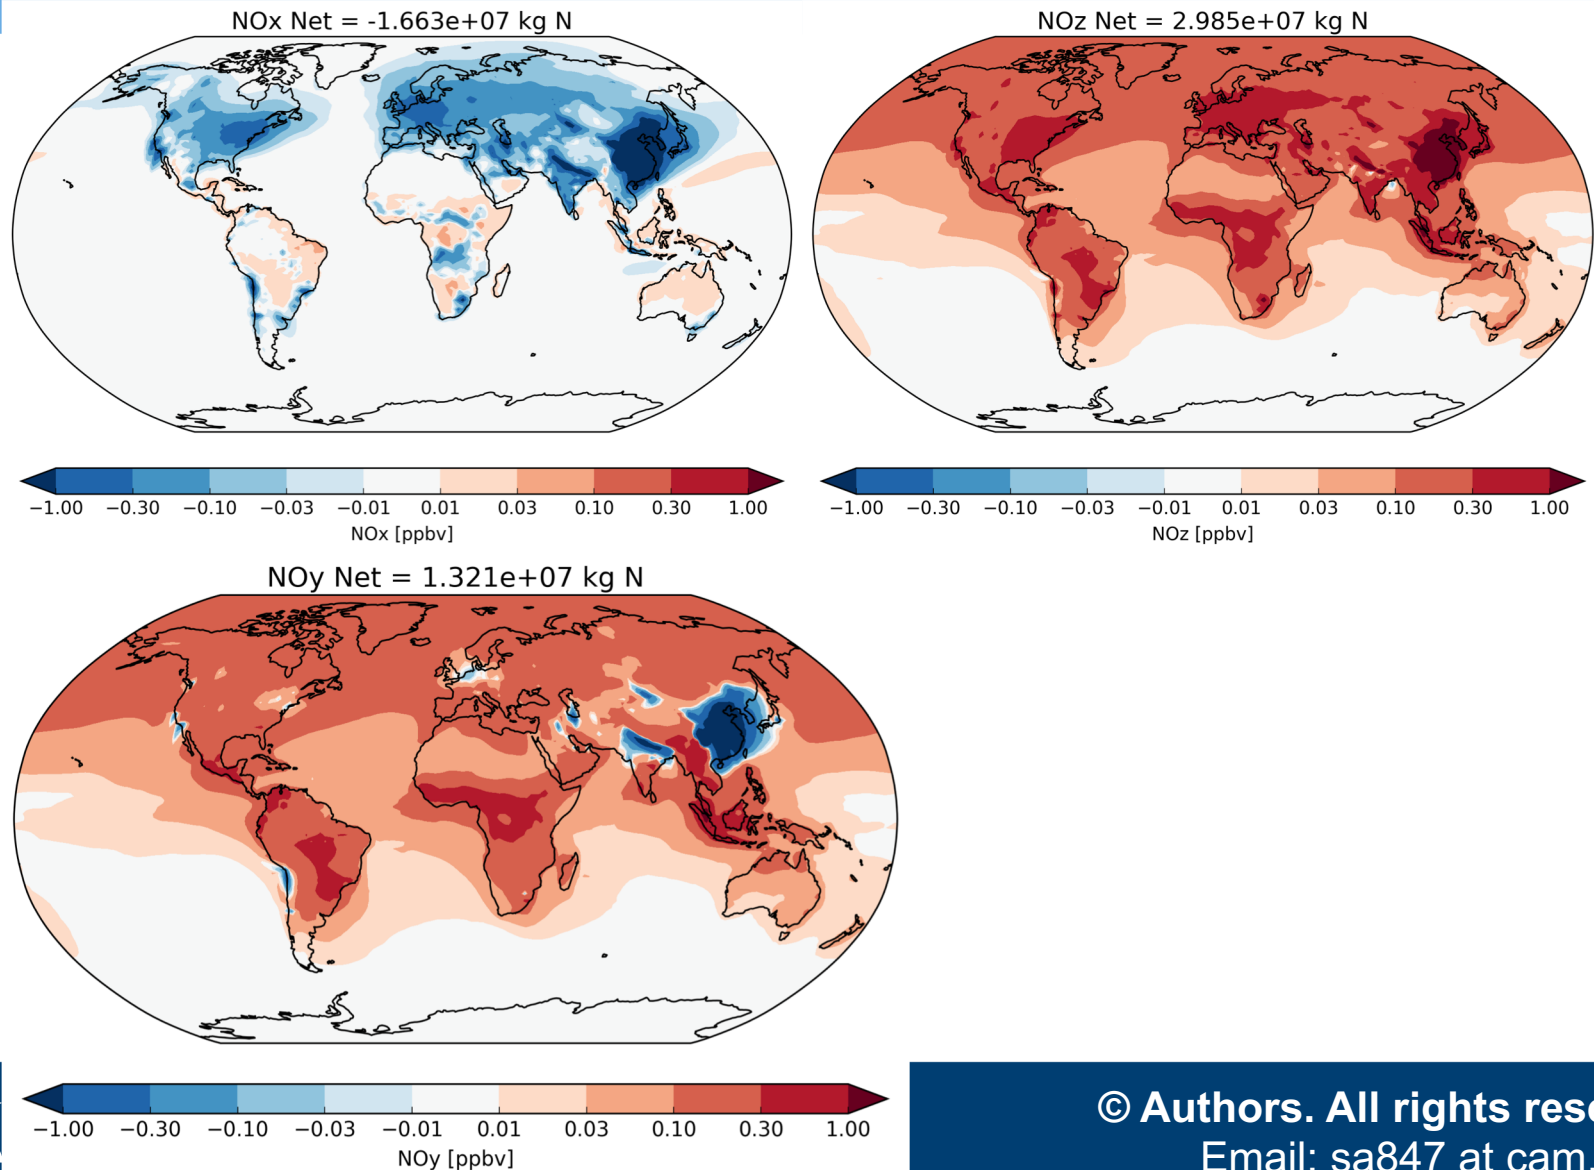 NOx Net = -1.663e+07 kg N
−1.00 −0.30 −0.10 −0.03 −0.01 0.01 0.03 0.10 0.30 1.00
NOx [ppbv]
NOz Net = 2.985e+07 kg N
−1.00 −0.30 −0.10 −0.03 −0.01 0.01 0.03 0.10 0.30 1.00
NOz [ppbv]
NOy Net = 1.321e+07 kg N
−1.00 −0.30 −0.10 −0.03 −0.01 0.01 0.03 0.10 0.30 1.00
NOy [ppbv]
© Authors. All rights rese
Email: sa847 at cam.